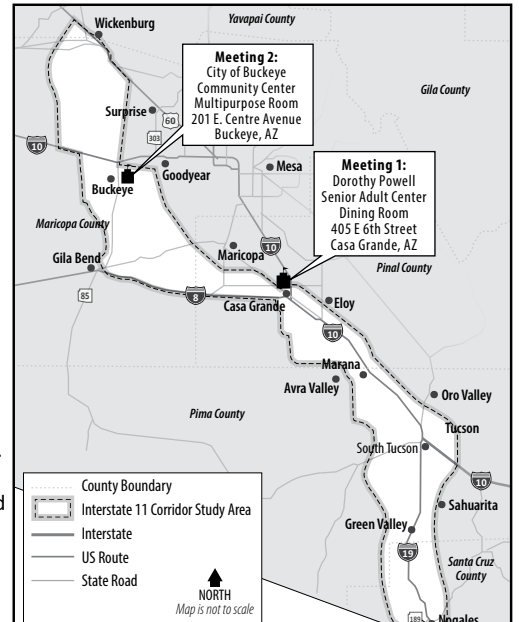 Wickenburg
Yavapai County
Meeting 2:
City of Buckeye
Community Center
Multipurpose Room
201 E. Centre Avenue
Buckeye, AZ
Gila County
Surprise
60
303
10
Meeting 1:
Dorothy Powell
Senior Adult Center
Dining Room
405 E 6th Street
Casa Grande, AZ
Goodyear
Mesa
Buckeye
Maricopa County
Maricopa
10
Pinal County
Gila Bend
85
8
Casa Grande
Eloy
10
Marana
Avra Valley
Oro Valley
Pima County
Tucson
South Tucson
10
Sahuarita
Green Valley
19
Santa Cruz
County
189
Nogales
County Boundary
Interstate 11 Corridor Study Area
Interstate
US Route
State Road
NORTH
Map is not to scale